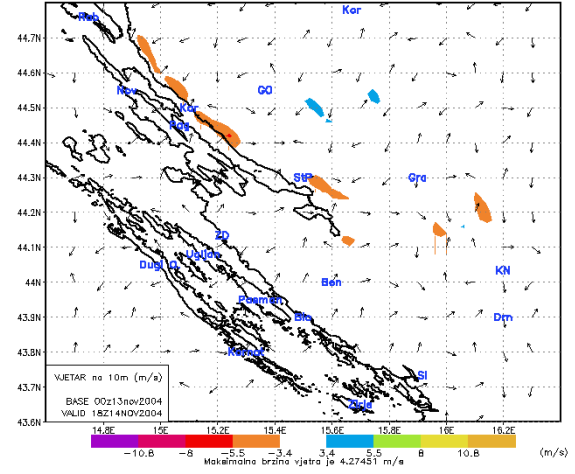 44.7N
44.6N
44.5N
44.4N
44.3N
44.2N
44.1N
44N
43.9N
43.8N
43.7N
43.6N
Rab
Kor
Nov
GO
Kar
Pag
StP
Gra
ZD
Ugljan
Dugi O.
KN
Ben
Pasman
Bio
Drn
Kornat
SI
Zirje
VJETAR na 10m (m/s)
BASE 00z13nov2004
VALID 18Z14NOV2004
14.8E 15E 15.2E 15.4E 15.6E 15.8E 16E 16.2E
-10.8 -8 -5.5 -3.4 3.4 5.5 8 10.8 (m/s)
Maksimalna brzina vjetra je 4.27451 m/s